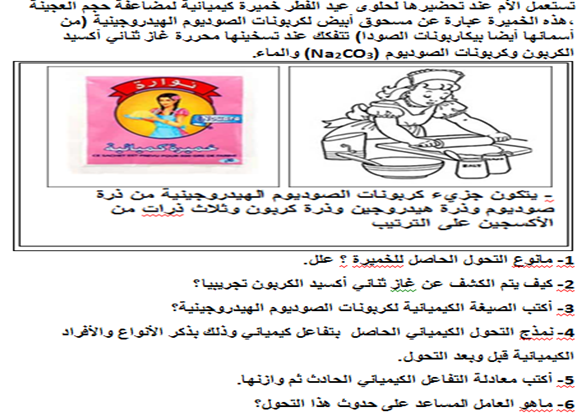 تستعمل الأم عند تحضيرها لحلوى عيد الفطر خميرة كيميائية لمضاعفة حجم العجينة
،هذه الخميرة عبارة عن مسحوق أبيض لكربونات الصوديوم الهيدروجينية (من
أسمائها أيضا بيكاربونات الصودا) تتفكك عند تسخينها محررة غاز ثنائي أكسيد
الكربون وكربونات الصوديوم (Na2CO3) والماء.
نوارة
خميرة كيميائية
- يتكون جزيء كربونات الصوديوم الهيدروجينية من ذرة
صوديوم وذرة هيدروجين وذرة كربون وثلاث ذرات من
الأكسجين على الترتيب
1- مانوع التحول الحاصل للخميرة ؟ علل.
2- كيف يتم الكشف عن غاز ثنائي أكسيد الكربون تجريبيا؟
3- أكتب الصيغة الكيميائية لكربونات الصوديوم الهيدروجينية؟
4- نمذج التحول الكيميائي الحاصل بتفاعل كيميائي وذلك بذكر الأنواع والأفراد
الكيميائية قبل وبعد التحول.
5- أكتب معادلة التفاعل الكيميائي الحادث ثم وازنها.
6- ماهو العامل المساعد على حدوث هذا التحول؟